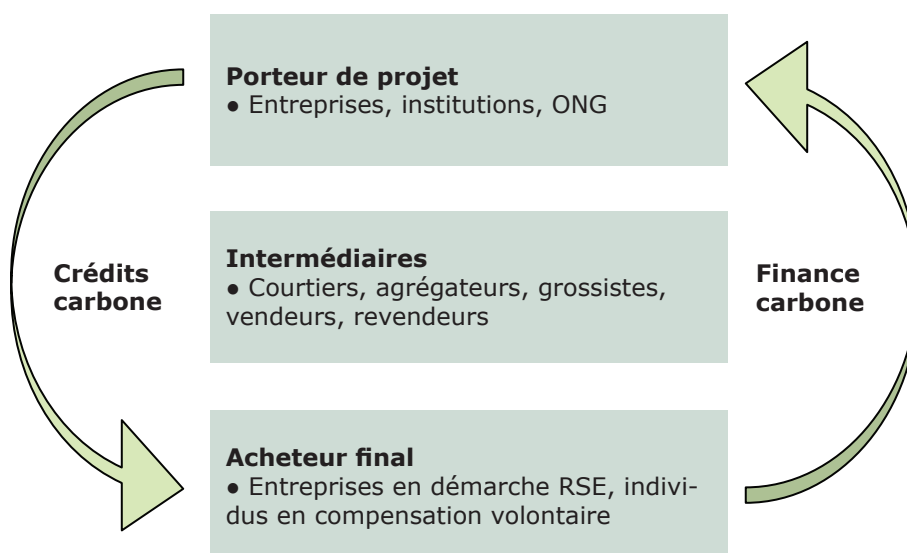 Porteur de projet
● Entreprises, institutions, ONG
Intermédiaires
● Courtiers, agrégateurs, grossistes,
vendeurs, revendeurs
Crédits
carbone
Finance
carbone
Acheteur final
● Entreprises en démarche RSE, indivi-
dus en compensation volontaire